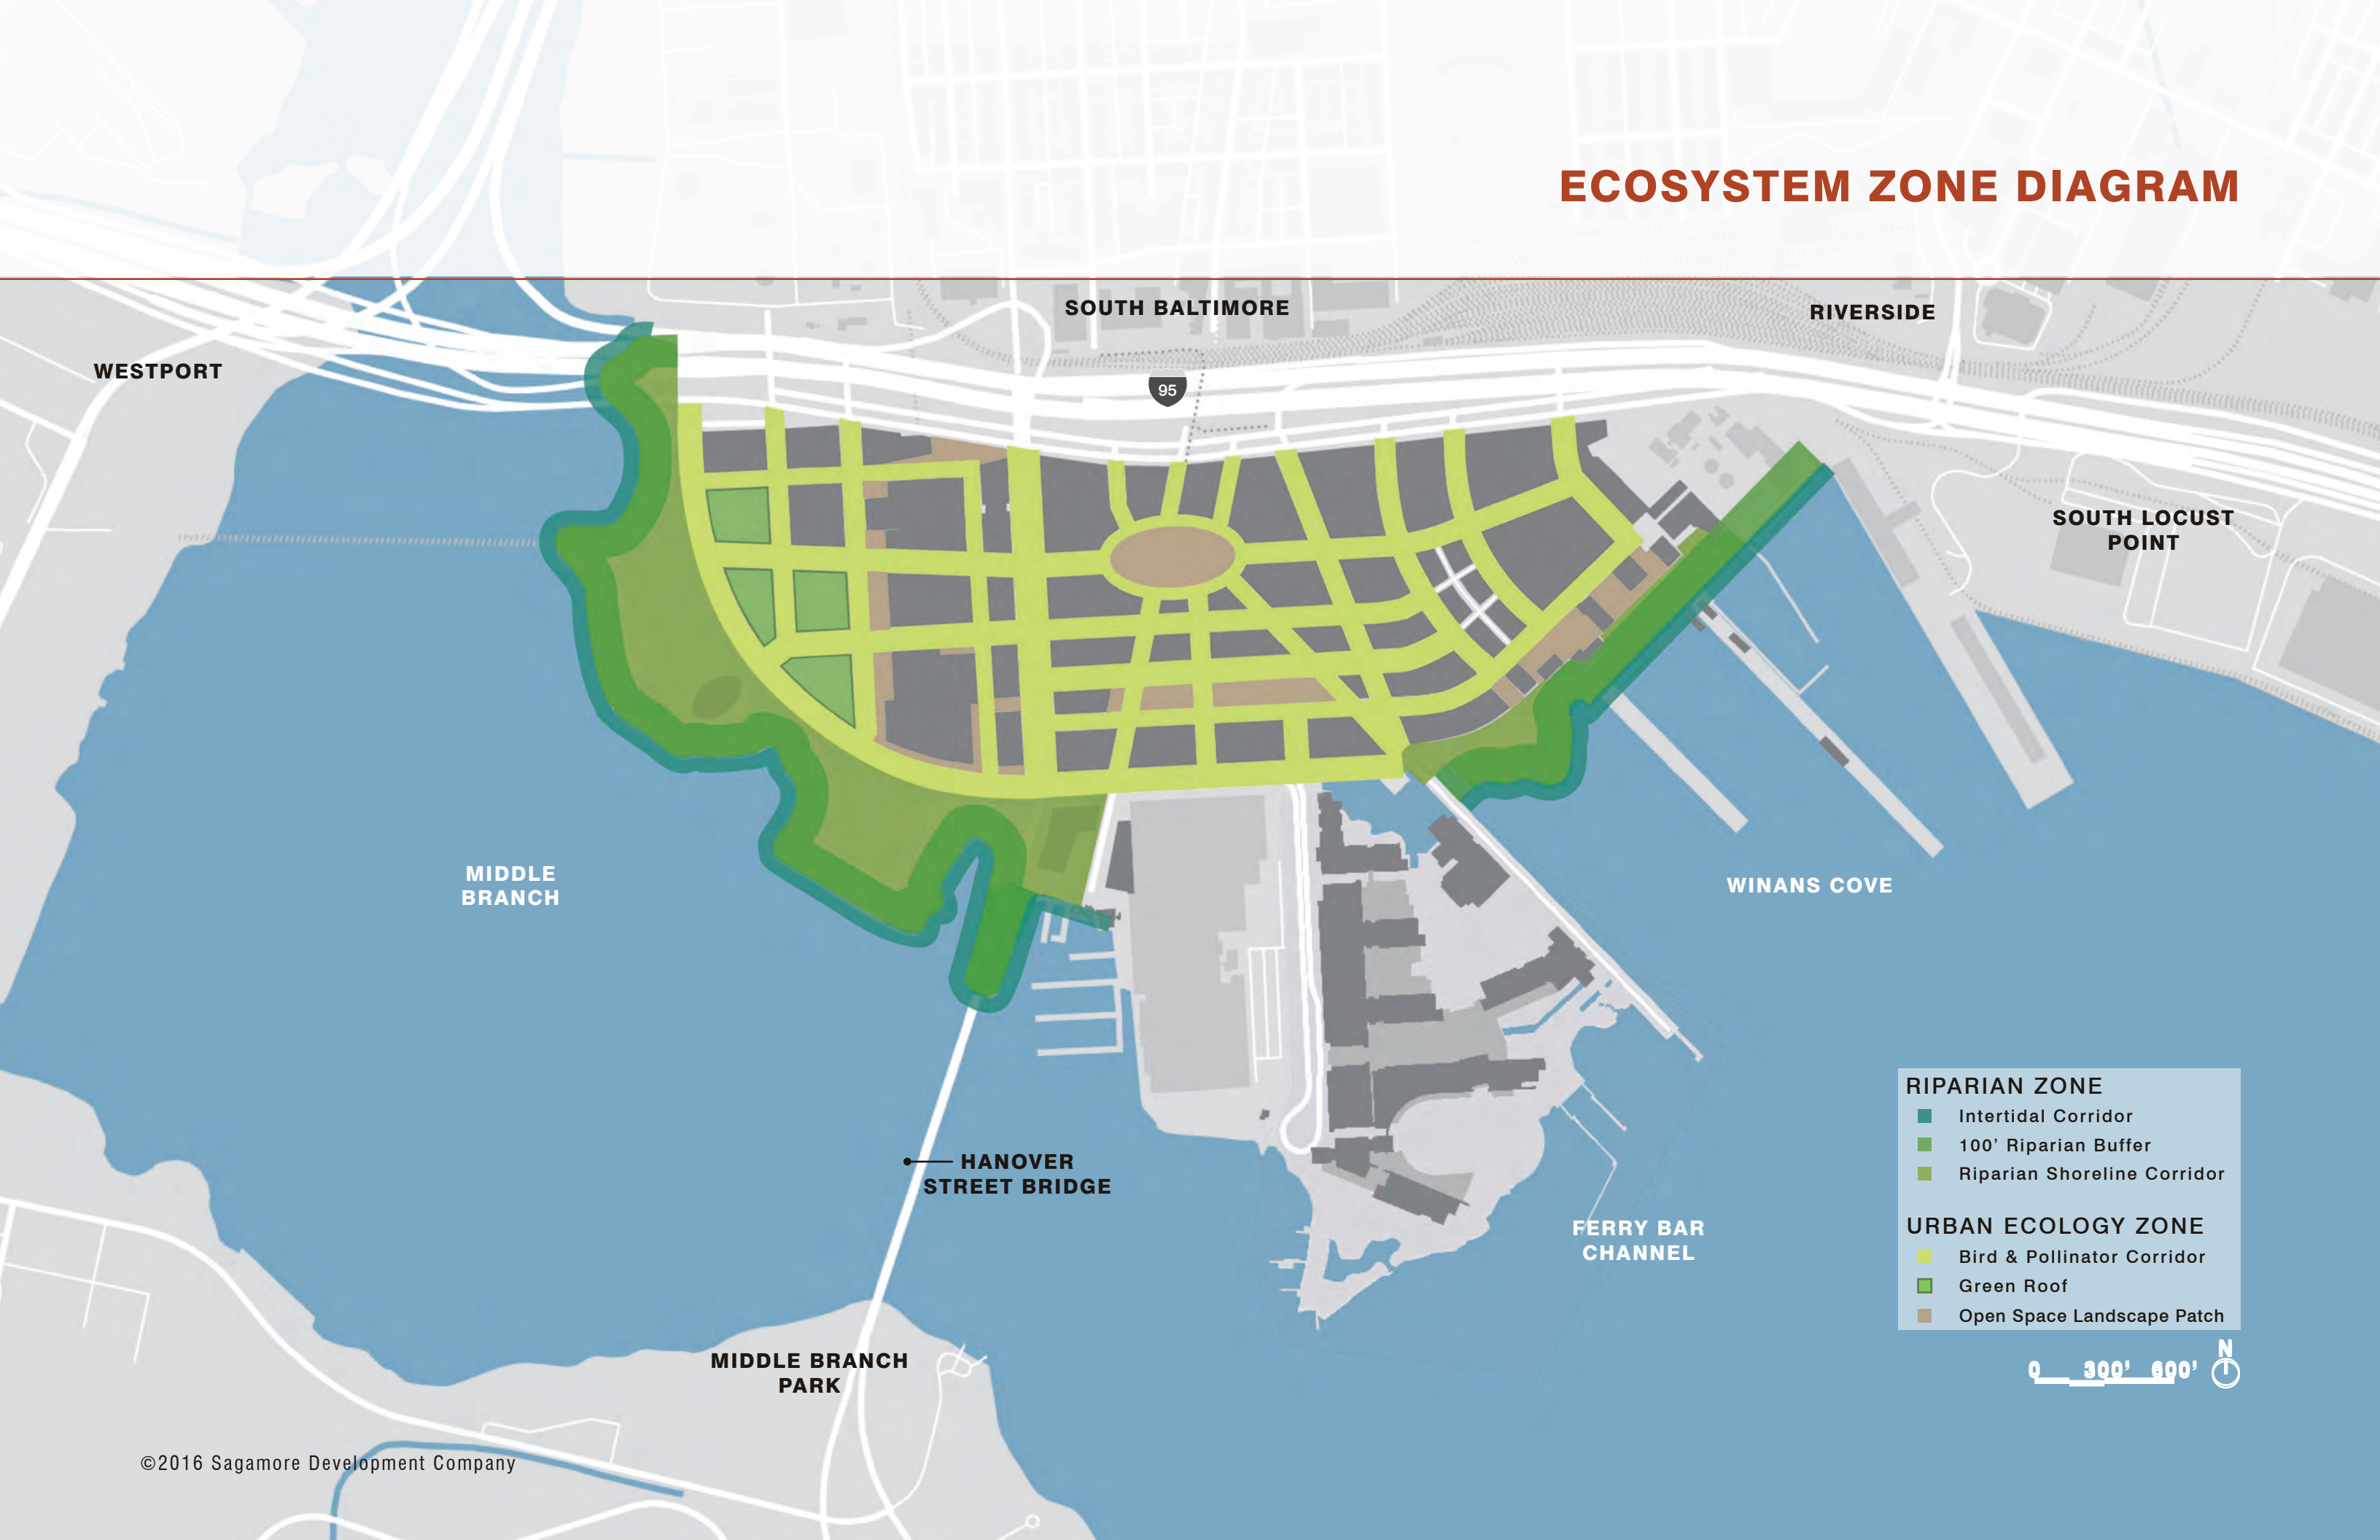 ECOSYSTEM ZONE DIAGRAM
SOUTH BALTIMORE
RIVERSIDE
WESTPORT
95
SOUTH LOCUST
POINT
MIDDLE
BRANCH
WINANS COVE
HANOVER
STREET BRIDGE
FERRY BAR
CHANNEL
MIDDLE BRANCH
PARK
RIPARIAN ZONE
Intertidal Corridor
100’ Riparian Buffer
Riparian Shoreline Corridor
URBAN ECOLOGY ZONE
Bird & Pollinator Corridor
Green Roof
Open Space Landscape Patch
N
0 300’ 600’
©2016 Sagamore Development Company